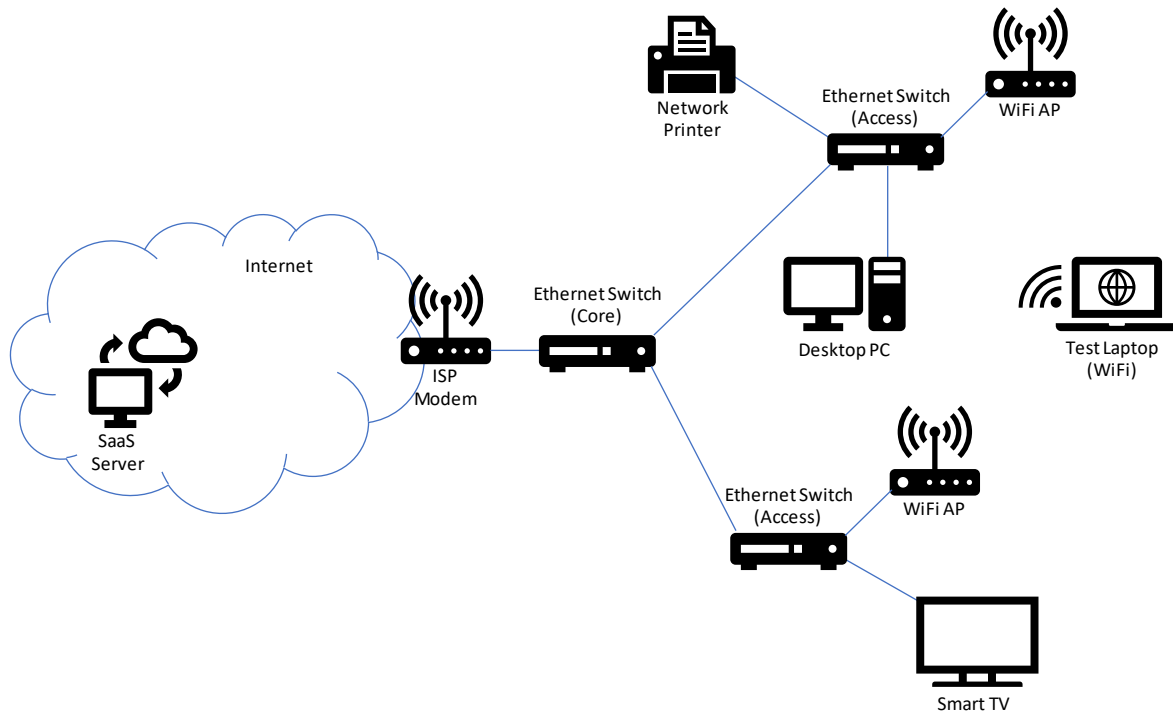 Network
Printer
Ethernet Switch
(Access)
WiFi AP
Internet
Ethernet Switch
(Core)
ISP
Modem
Desktop PC
Test Laptop
(WiFi)
SaaS
Server
Ethernet Switch
(Access)
WiFi AP
Smart TV